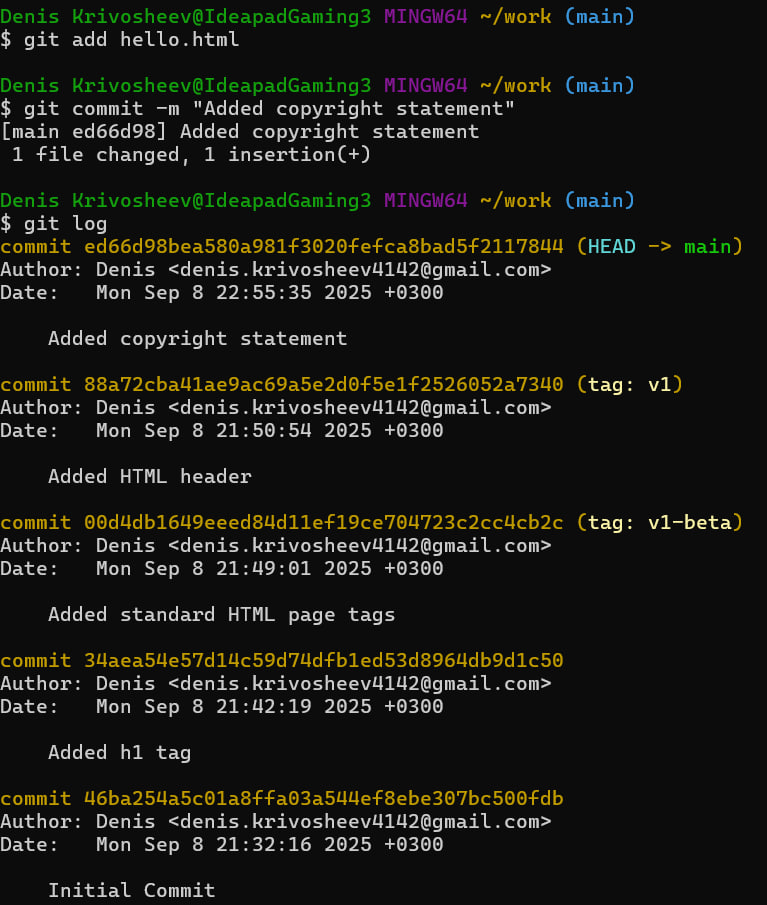 Denis Krivosheev@IdeapadGaming3 MINGW64 ~/work (main)
$ git add hello.html
Denis Krivosheev@IdeapadGaming3 MINGW64 ~/work (main)
$ git commit -m "Added copyright statement"
[main ed66d98] Added copyright statement
 1 file changed, 1 insertion(+)
Denis Krivosheev@IdeapadGaming3 MINGW64 ~/work (main)
$ git log
commit ed66d98bea580a981f3020fefca8bad5f2117844 (HEAD -> main)
Author: Denis <denis.krivosheev4142@gmail.com>
Date:   Mon Sep 8 22:55:35 2025 +0300
    Added copyright statement
commit 88a72cba41ae9ac69a5e2d0f5e1f2526052a7340 (tag: v1)
Author: Denis <denis.krivosheev4142@gmail.com>
Date:   Mon Sep 8 21:50:54 2025 +0300
    Added HTML header
commit 00d4db1649eeed84d11ef19ce704723c2cc4cb2c (tag: v1-beta)
Author: Denis <denis.krivosheev4142@gmail.com>
Date:   Mon Sep 8 21:49:01 2025 +0300
    Added standard HTML page tags
commit 34aea54e57d14c59d74dfb1ed53d8964db9d1c50
Author: Denis <denis.krivosheev4142@gmail.com>
Date:   Mon Sep 8 21:42:19 2025 +0300
    Added h1 tag
commit 46ba254a5c01a8ffa03a544ef8ebe307bc500fdb
Author: Denis <denis.krivosheev4142@gmail.com>
Date:   Mon Sep 8 21:32:16 2025 +0300
    Initial Commit